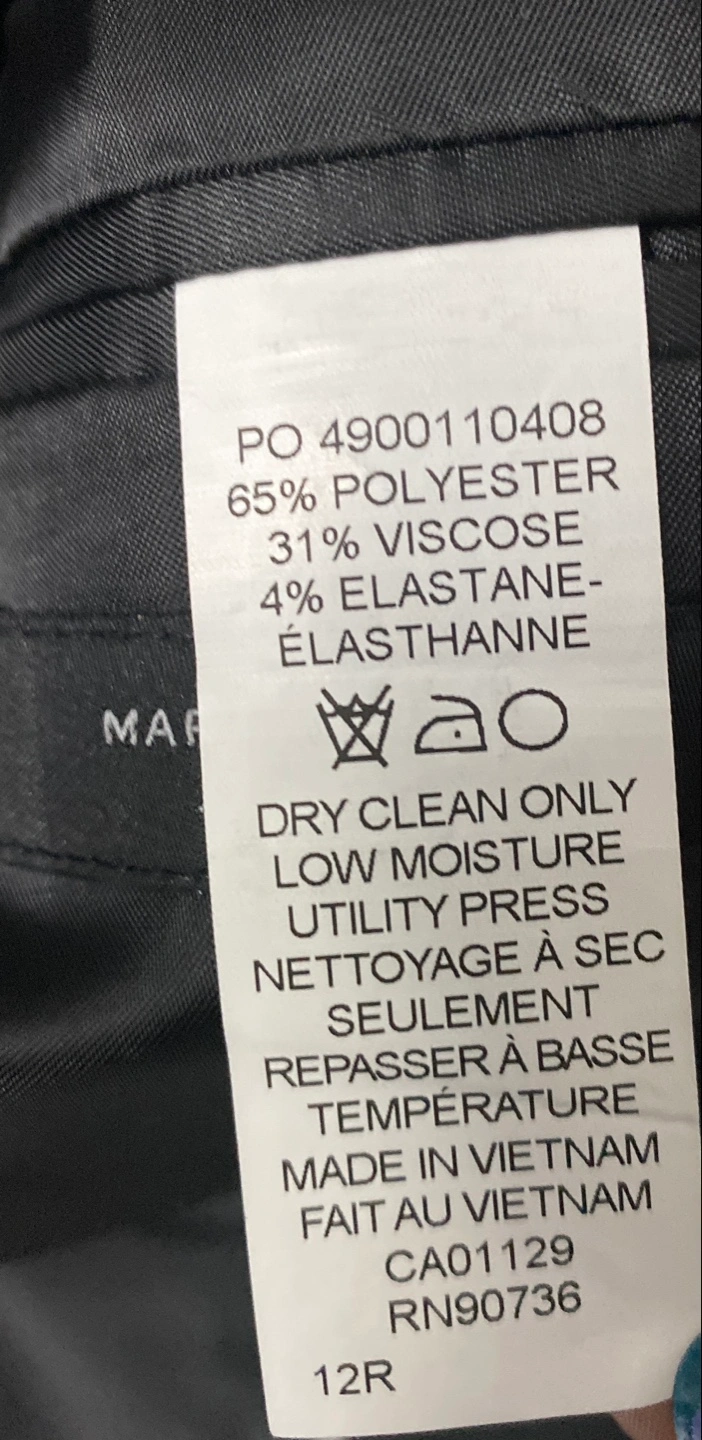 PO 4900110408
65% POLYESTER
31% VISCOSE
4% ELASTANE-
ÉLASTHANNE
DRY CLEAN ONLY
LOW MOISTURE
UTILITY PRESS
NETTOYAGE À SEC
SEULEMENT
REPASSER À BASSE
TEMPÉRATURE
MADE IN VIETNAM
FAIT AU VIETNAM
CA01129
RN90736
12R